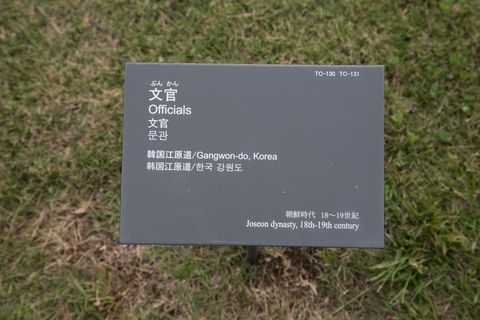 TC-130 TC-131
ぶん かん
文官
Officials
文官
문관
韓国江原道/Gangwon-do, Korea
韩国江原道/한국 강원도
朝鮮時代 18〜19世紀
Joseon dynasty, 18th-19th century